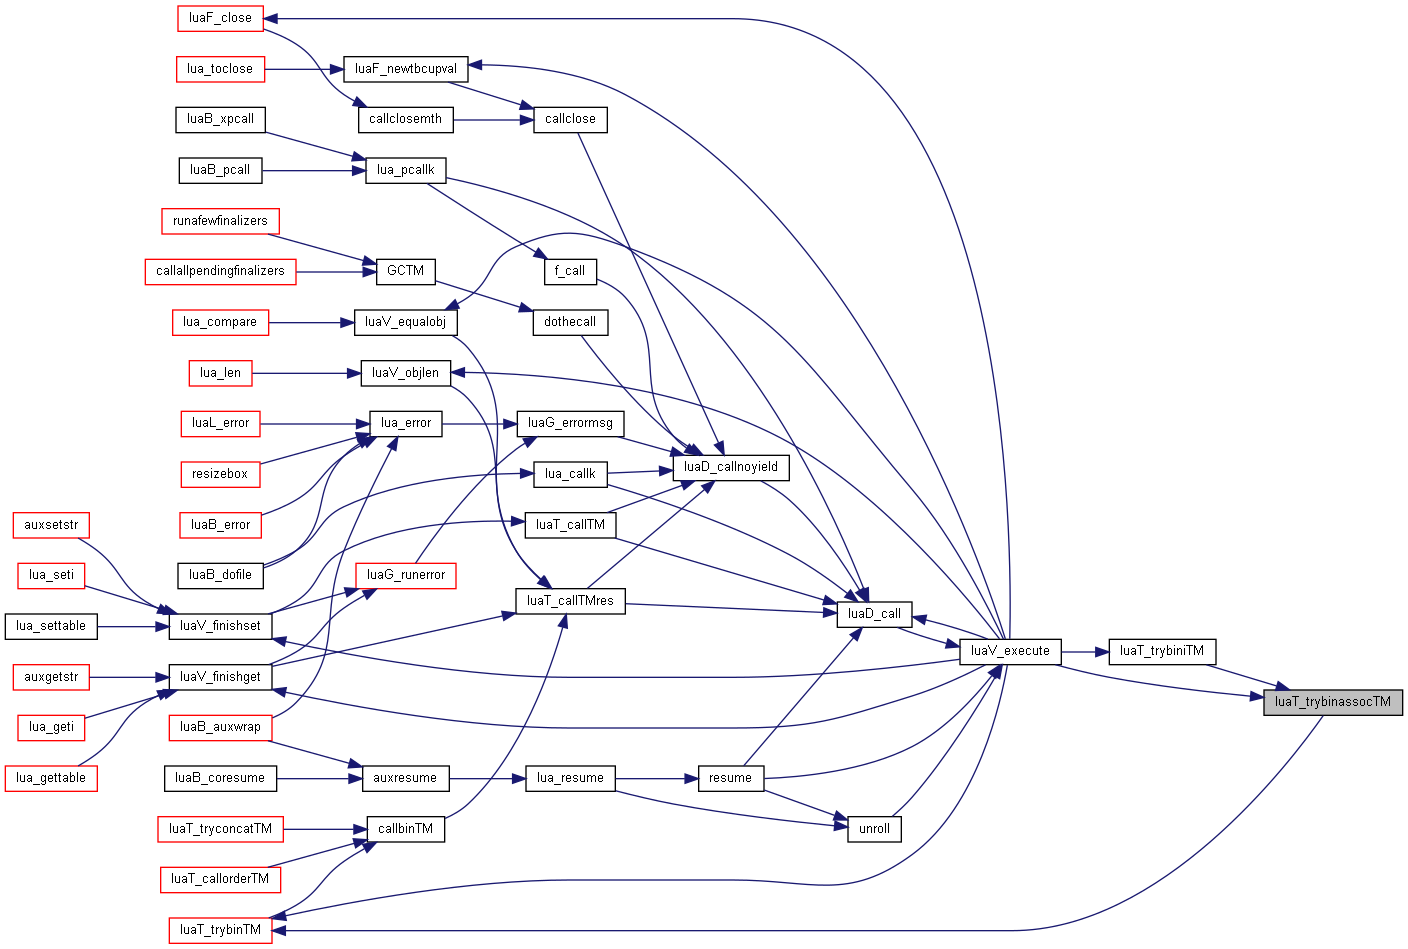 luaF_close
lua_toclose
luaF_newtbcupval
luaB_xpcall
callclosemth
callclose
luaB_pcall
lua_pcallk
runafewfinalizers
callallpendingfinalizers
GCTM
f_call
lua_compare
luaV_equalobj
dothecall
lua_len
luaV_objlen
luaL_error
lua_error
luaG_errormsg
resizebox
lua_callk
luaD_callnoyield
auxsetstr
luaB_error
luaT_callTM
lua_seti
luaB_dofile
luaG_runerror
luaT_callTMres
luaD_call
lua_settable
luaV_finishset
luaV_execute
luaT_trybiniTM
auxgetstr
luaV_finishget
luaT_trybinassocTM
lua_geti
luaB_auxwrap
lua_gettable
luaB_coresume
auxresume
lua_resume
resume
luaT_tryconcatTM
callbinTM
unroll
luaT_callorderTM
luaT_trybinTM